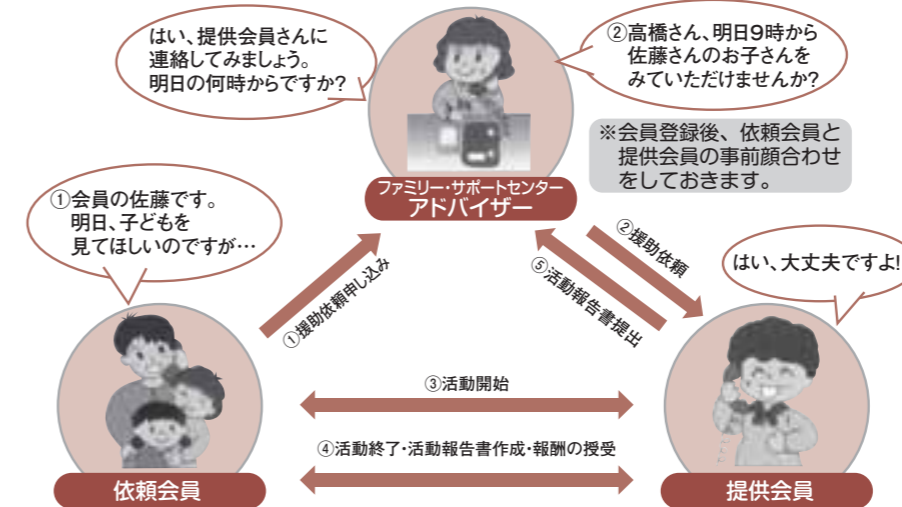 はい、提供会員さんに
連絡してみましょう。
明日の何時からですか?
②高橋さん、明日9時から
佐藤さんのお子さんを
みていただけませんか?
※会員登録後、依頼会員と
提供会員の事前顔合わせ
をしておきます。
ファミリー・サポートセンター
アドバイザー
①会員の佐藤です。
明日、子どもを
見てほしいのですが…
①援助依頼申し込み
②援助依頼
⑤活動報告書提出
はい、大丈夫ですよ!
③活動開始
④活動終了・活動報告書作成・報酬の授受
依頼会員
提供会員